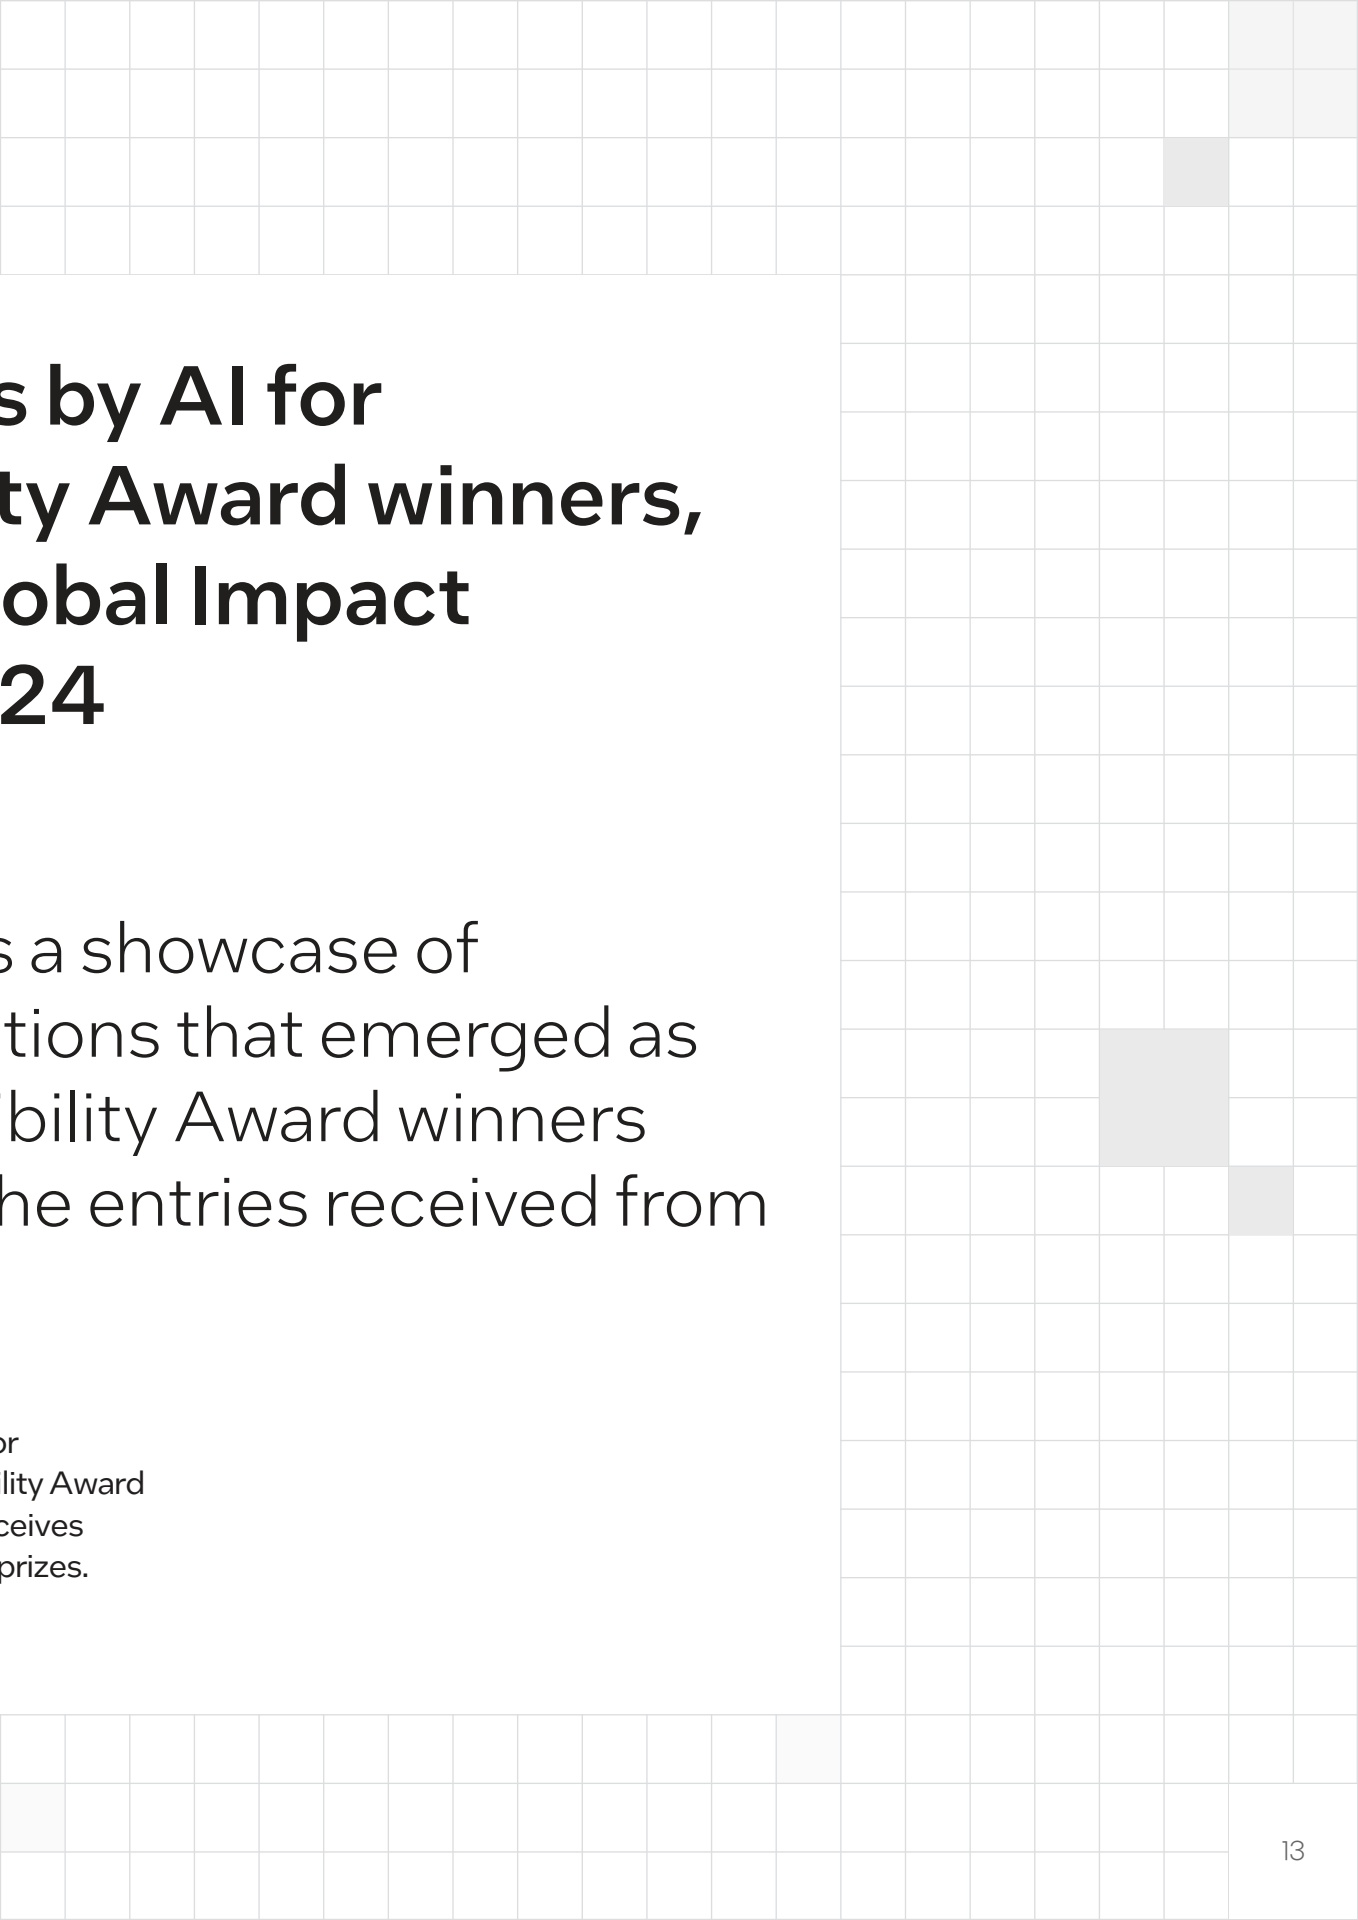 s by AI for
ty Award winners,
obal Impact
24
s a showcase of
tions that emerged as
bility Award winners
he entries received from
or
ility Award
ceives
prizes.
13